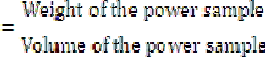 = Weight of the power sample
Volume of the power sample